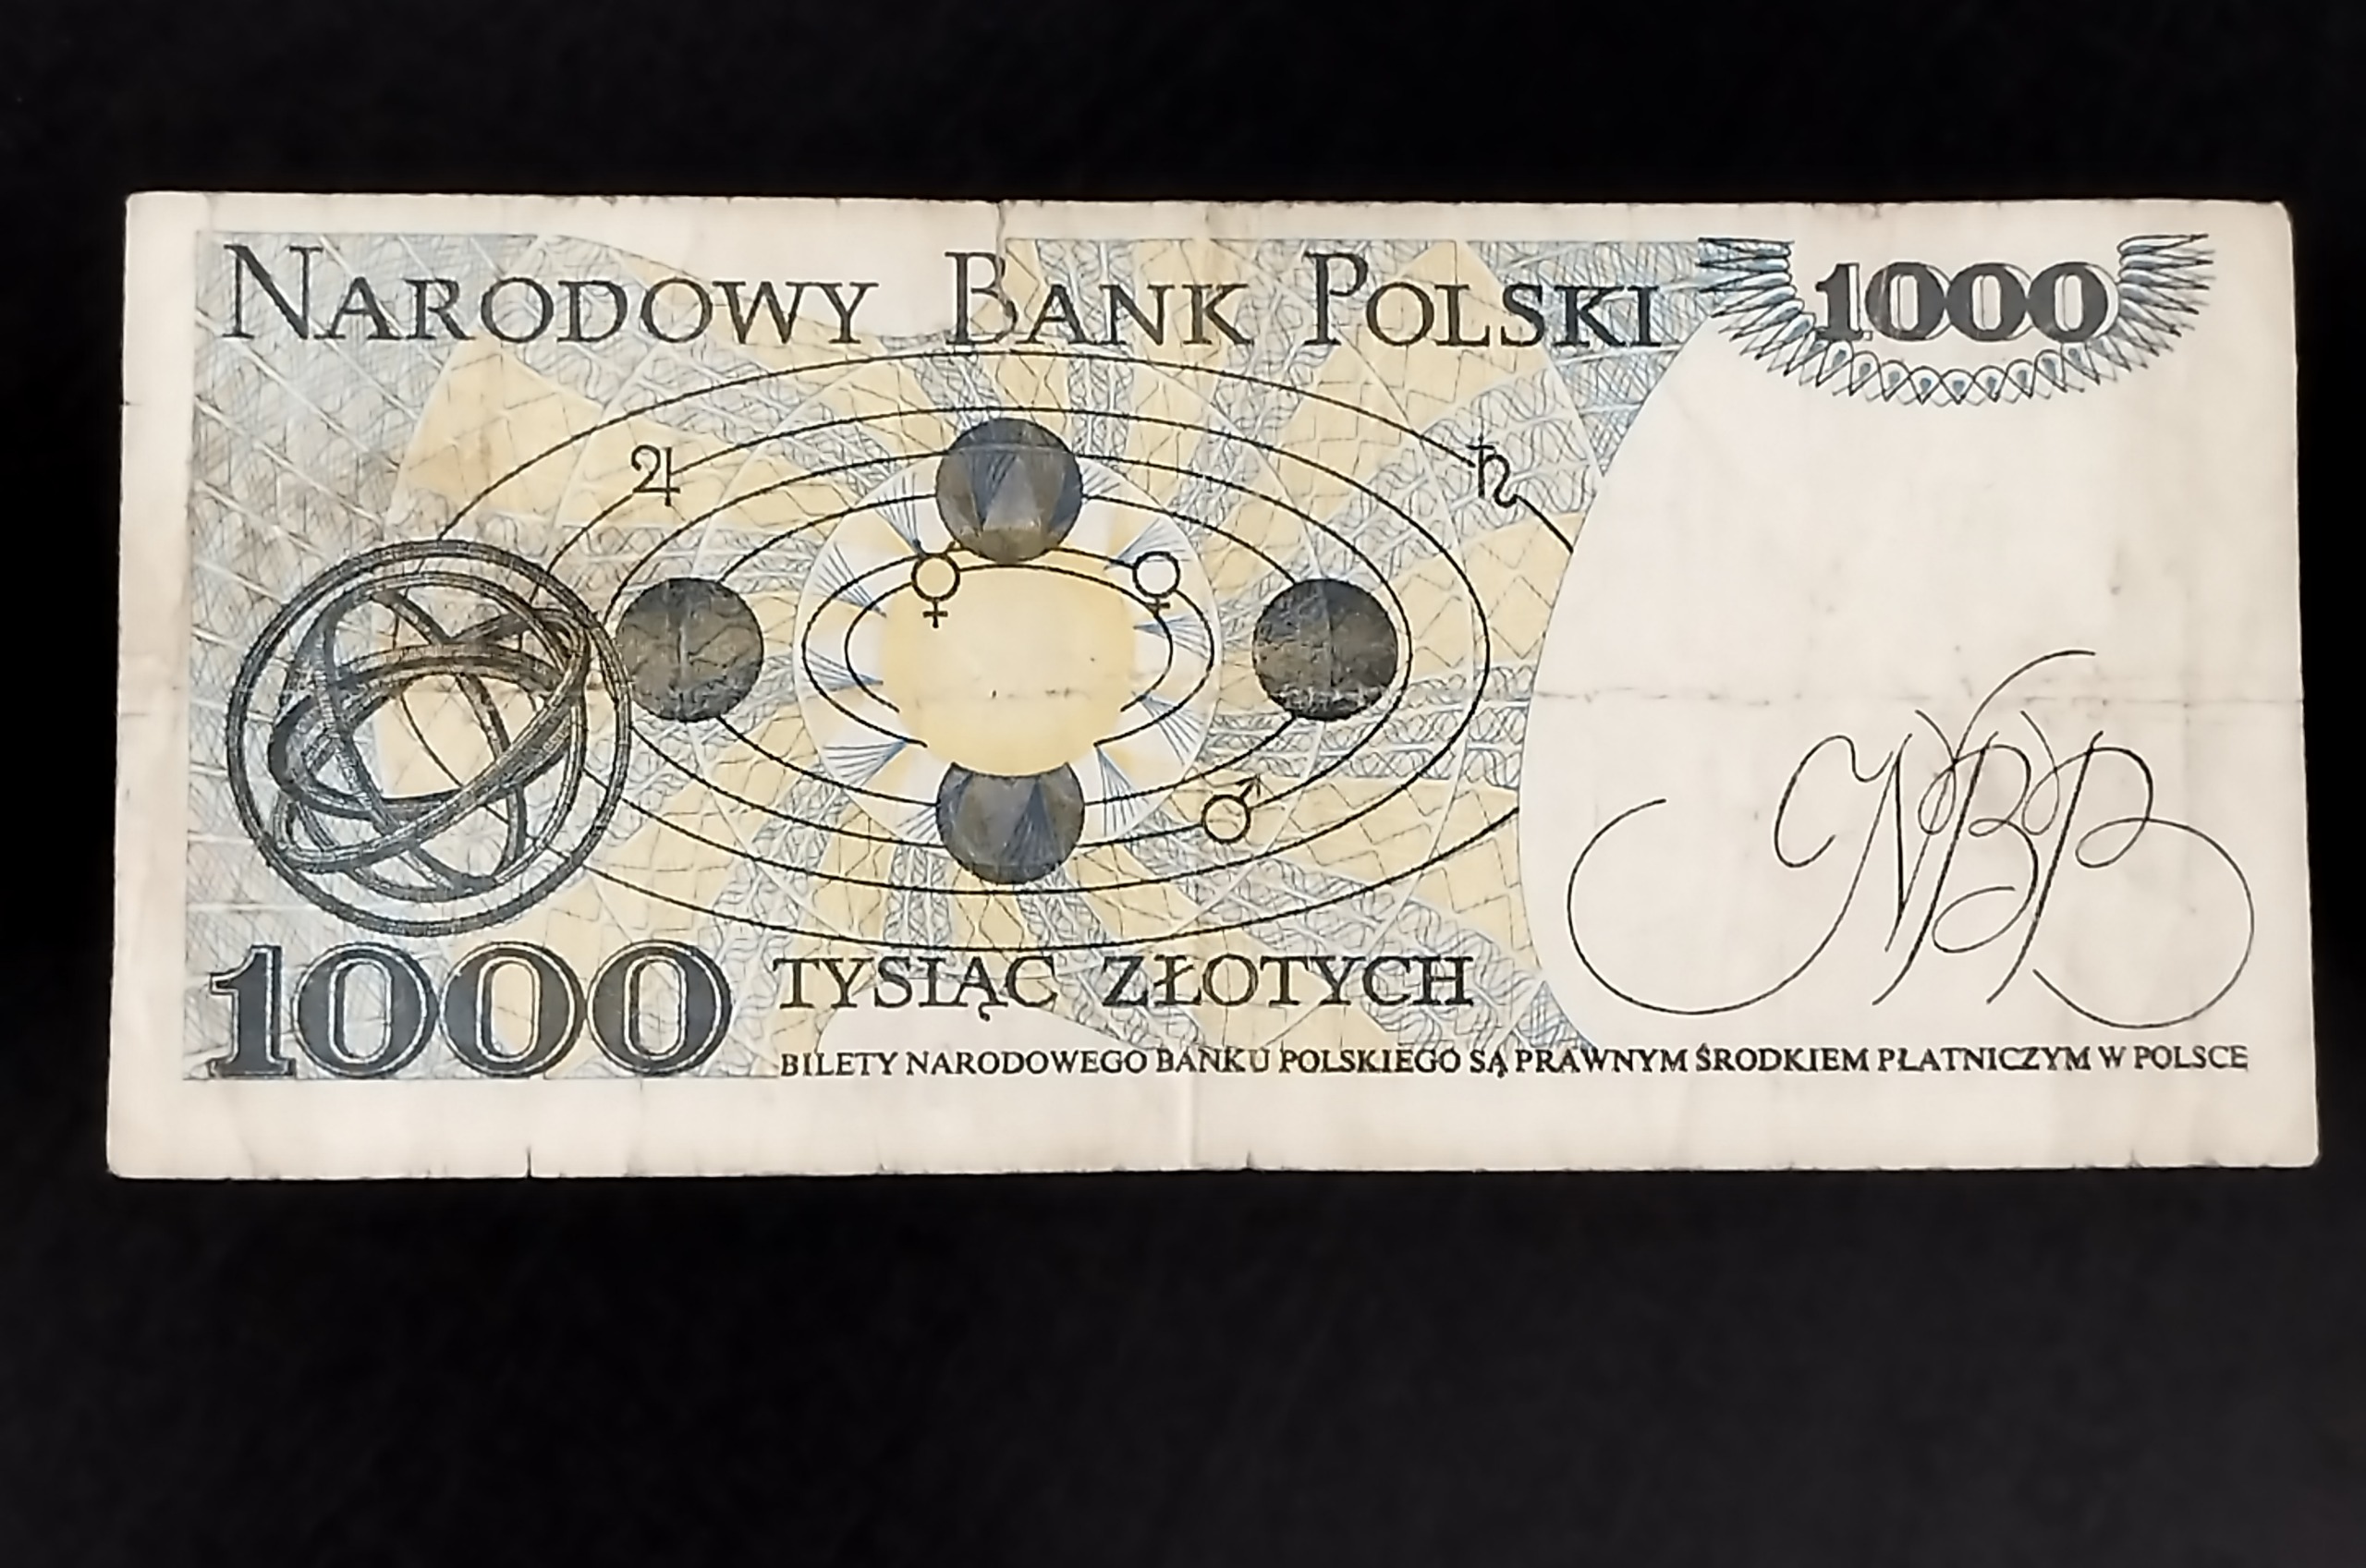 NARODOWY BANK POLSKI
1000
♃
♄
☿
♀
♂
NBP
1000
TYSIĄC ZŁOTYCH
BILETY NARODOWEGO BANKU POLSKIEGO SĄ PRAWNYM ŚRODKIEM PŁATNICZYM W POLSCE